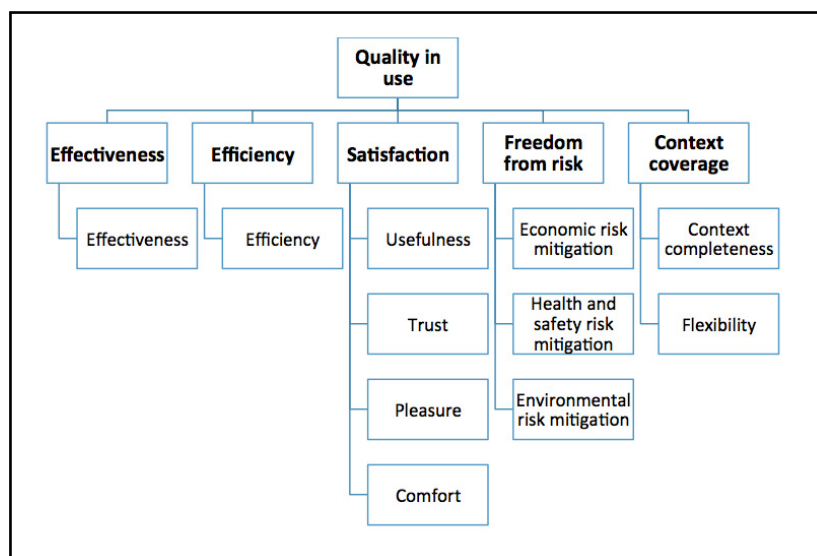 Quality in
use
Effectiveness
Efficiency
Satisfaction
Freedom
from risk
Context
coverage
Effectiveness
Efficiency
Usefulness
Economic risk
mitigation
Context
completeness
Trust
Health and
safety risk
mitigation
Flexibility
Pleasure
Environmental
risk mitigation
Comfort